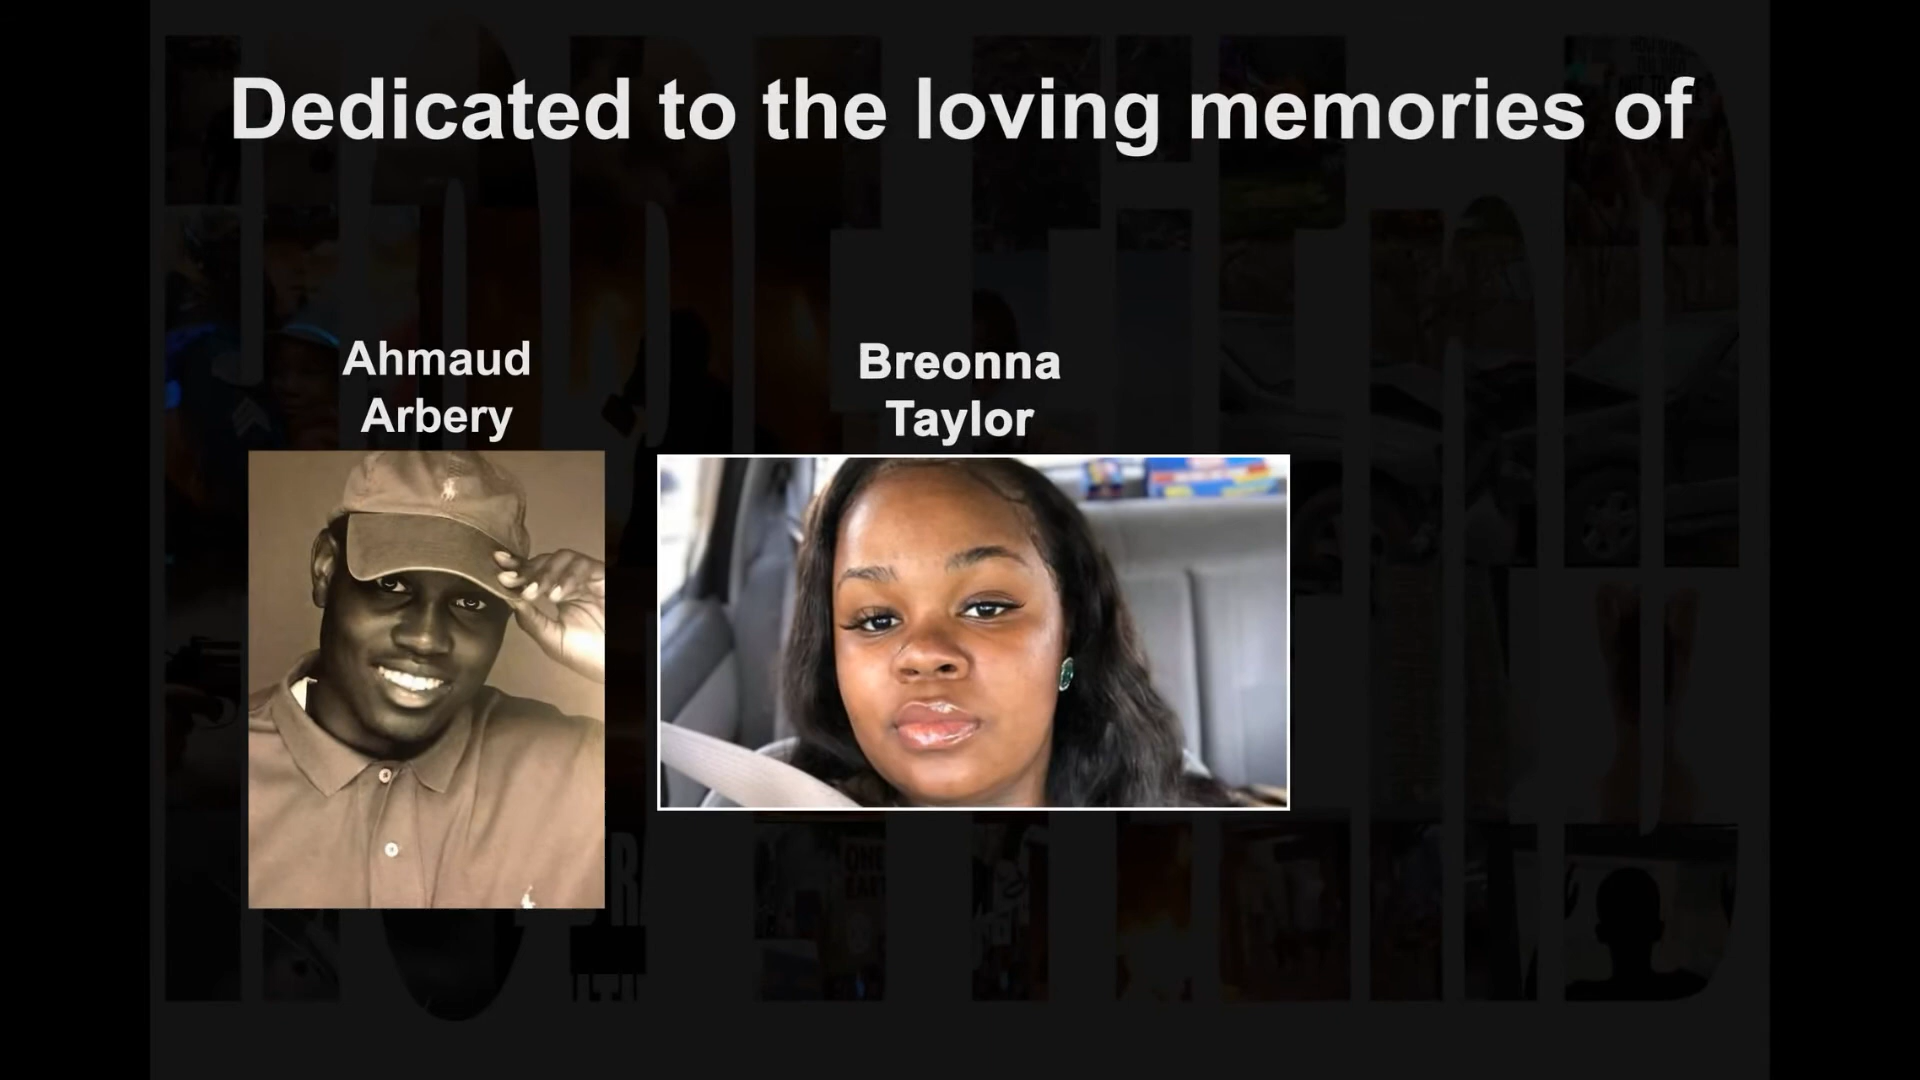 Dedicated to the loving memories of
Ahmaud
Arbery
Breonna
Taylor